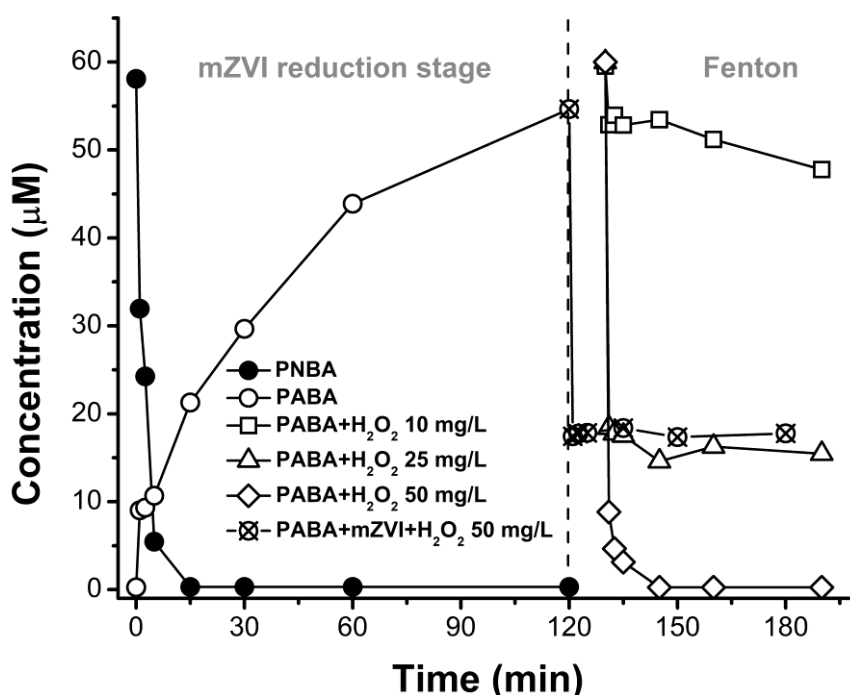 mZVI reduction stage
Fenton
Concentration (μM)
60
50
40
30
20
10
0
PNBA
PABA
PABA+H₂O₂ 10 mg/L
PABA+H₂O₂ 25 mg/L
PABA+H₂O₂ 50 mg/L
PABA+mZVI+H₂O₂ 50 mg/L
0 30 60 90 120 150 180
Time (min)